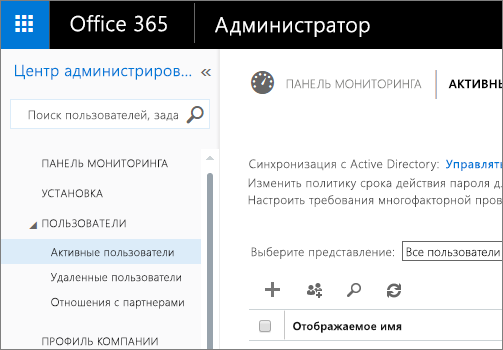 Office 365 Администратор
Центр администриров... «
Поиск пользователей, зада
ПАНЕЛЬ МОНИТОРИНГА
УСТАНОВКА
ПОЛЬЗОВАТЕЛИ
Активные пользователи
Удаленные пользователи
Отношения с партнерами
ПРОФИЛЬ КОМПАНИИ
ПАНЕЛЬ МОНИТОРИНГА АКТИВНЫ
Синхронизация с Active Directory: Управлять
Изменить политику срока действия пароля д
Настроить требования многофакторной пров
Выберите представление: Все пользователи
Отображаемое имя